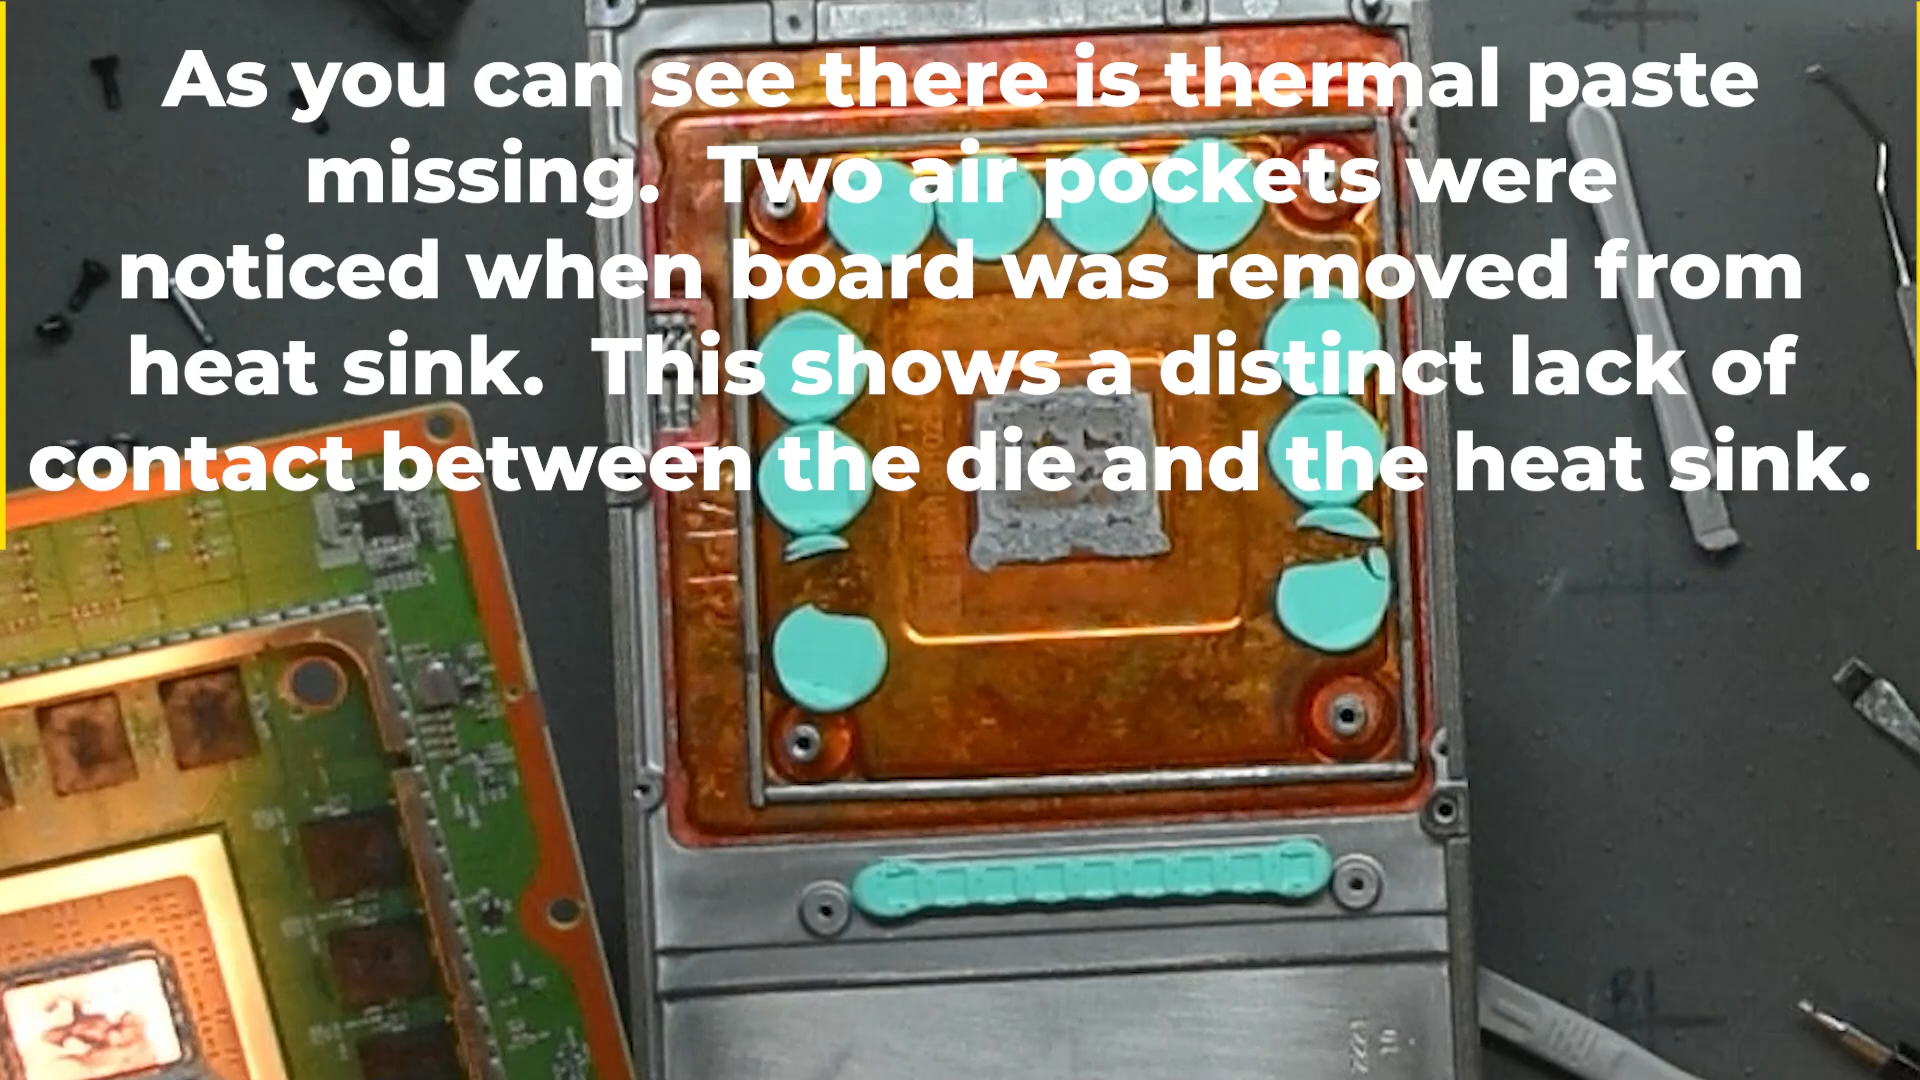 As you can see there is thermal paste
missing.  Two air pockets were
noticed when board was removed from
heat sink.  This shows a distinct lack of
contact between the die and the heat sink.